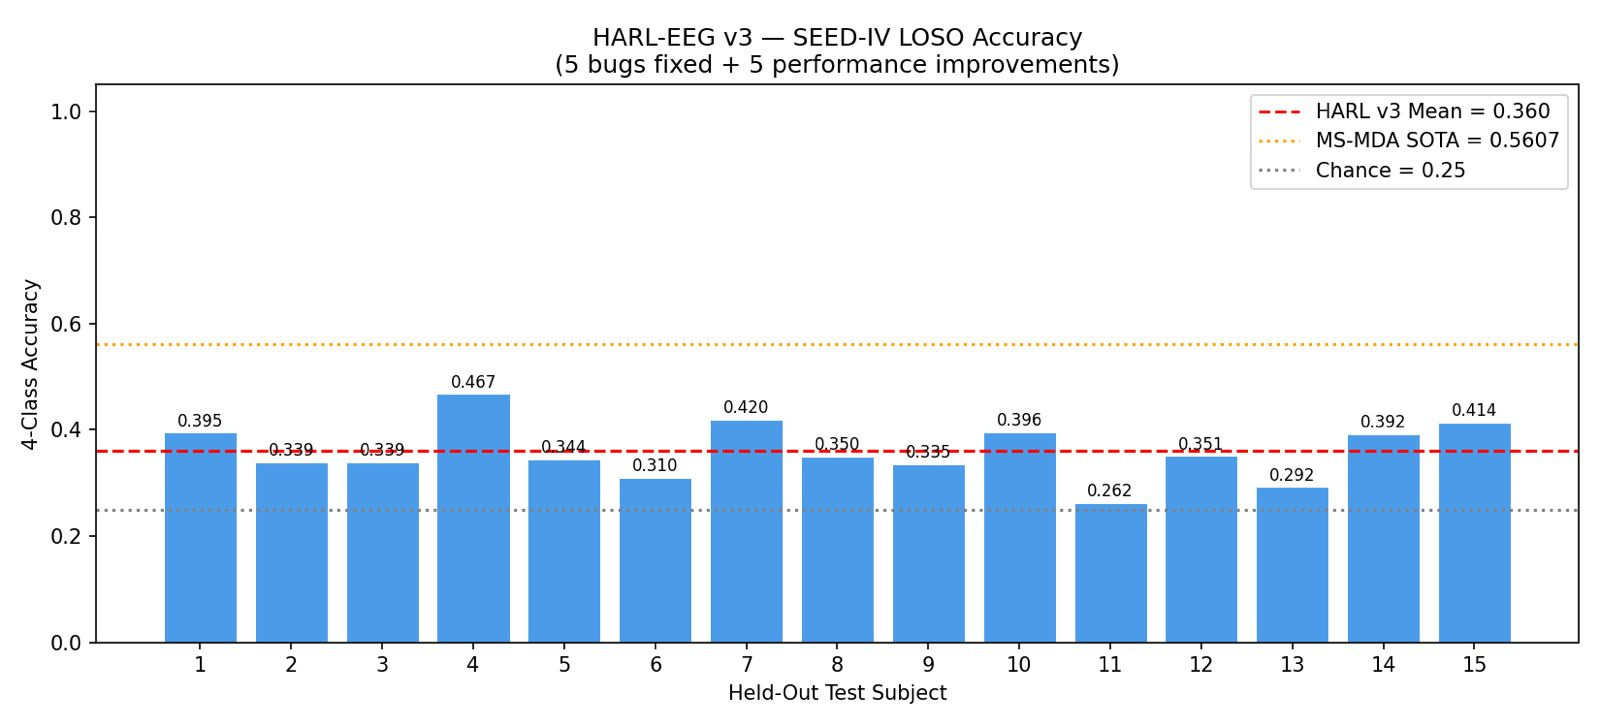 HARL-EEG v3 — SEED-IV LOSO Accuracy
(5 bugs fixed + 5 performance improvements)
HARL v3 Mean = 0.360
MS-MDA SOTA = 0.5607
Chance = 0.25
4-Class Accuracy
1.0
0.8
0.6
0.4
0.2
0.0
0.395
0.339
0.339
0.467
0.344
0.310
0.420
0.350
0.335
0.396
0.262
0.351
0.292
0.392
0.414
1 2 3 4 5 6 7 8 9 10 11 12 13 14 15
Held-Out Test Subject